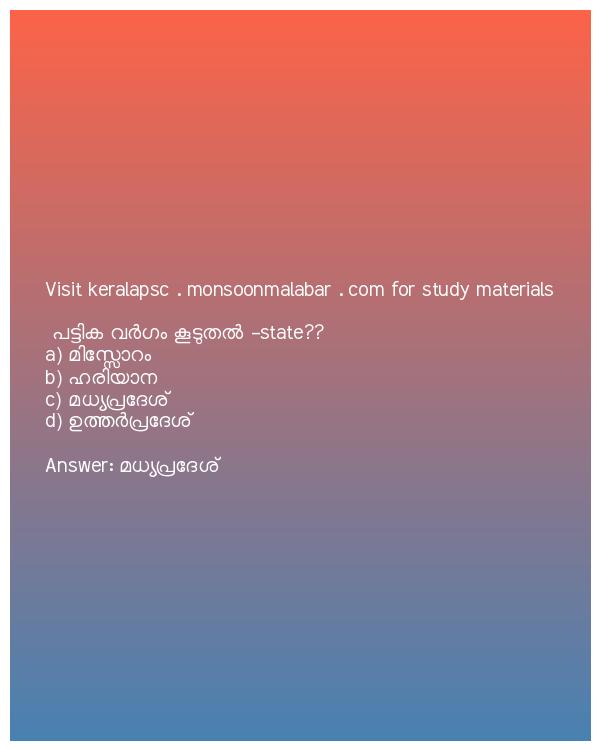 Visit keralapsc . monsoonmalabar . com for study materials
പട്ടിക വർഗം കൂടുതൽ -state??
a) മിസ്സോറം
b) ഹരിയാന
c) മധ്യപ്രദേശ്
d) ഉത്തർപ്രദേശ്
Answer: മധ്യപ്രദേശ്